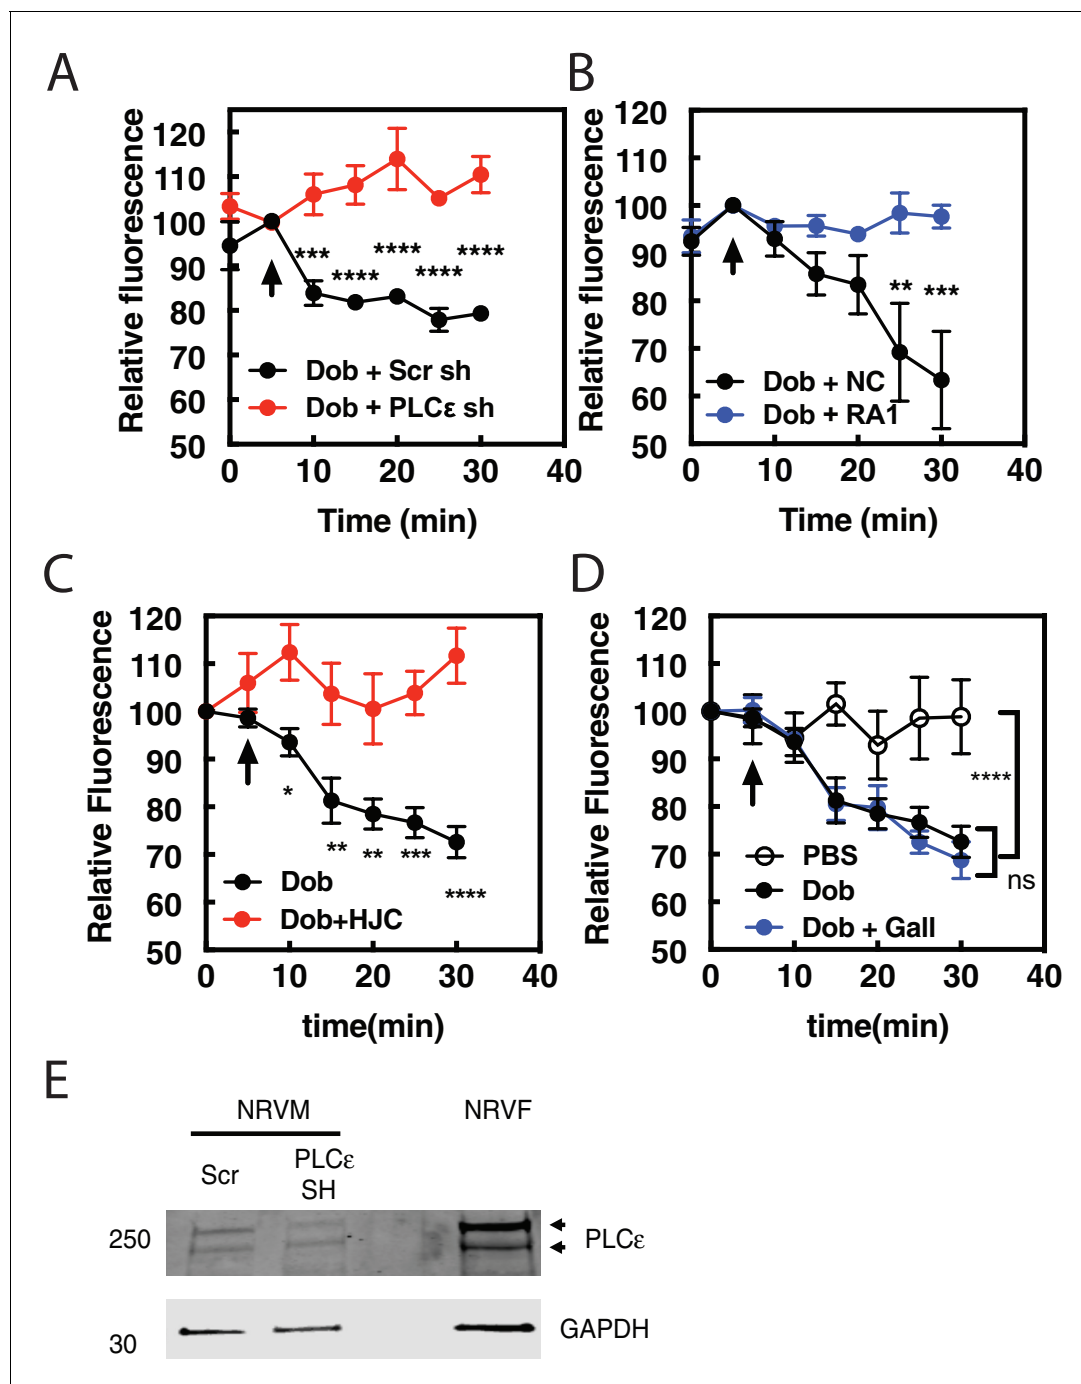 A
Relative fluorescence
120
110
100
90
80
70
60
50
***
****
****
****
****
Dob + Scr sh
Dob + PLCε sh
0 10 20 30 40
Time (min)
B
Relative fluorescence
120
110
100
90
80
70
60
50
**
***
Dob + NC
Dob + RA1
0 10 20 30 40
Time (min)
C
Relative Fluorescence
120
110
100
90
80
70
60
50
*
**
**
***
****
Dob
Dob+HJC
0 10 20 30 40
time(min)
D
Relative Fluorescence
120
110
100
90
80
70
60
50
****
ns
PBS
Dob
Dob + Gall
0 10 20 30 40
time(min)
E
NRVM NRVF
Scr PLCε
SH
250 PLCε
30 GAPDH